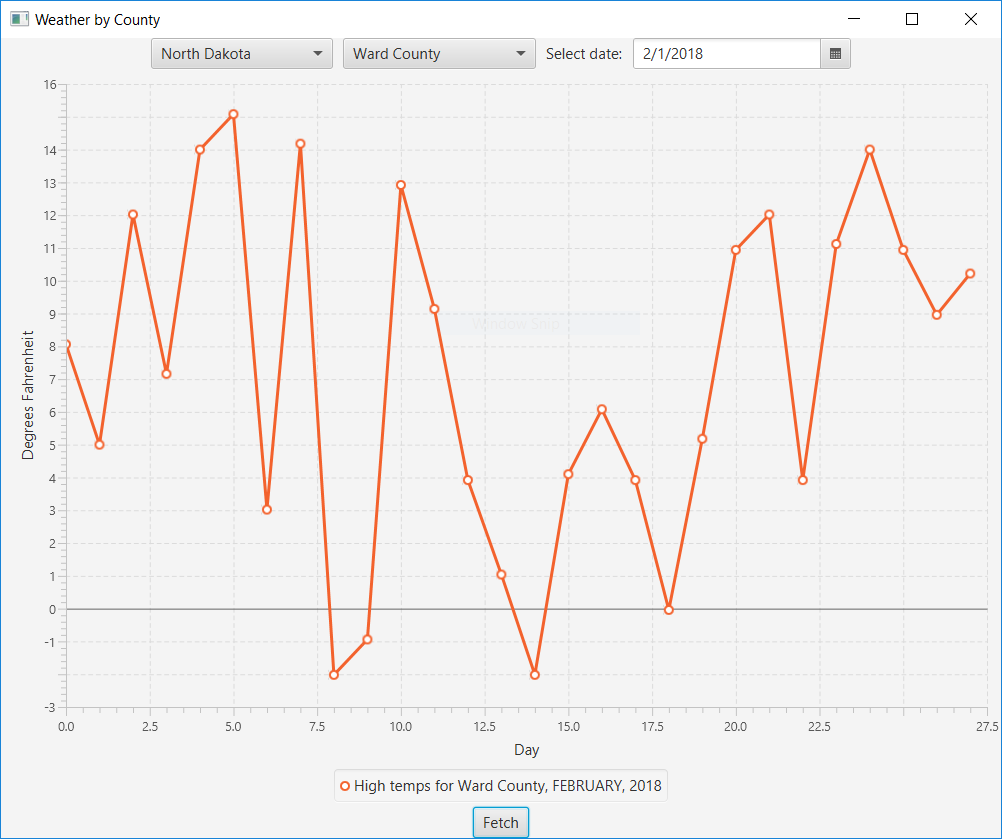 Weather by County
North Dakota Ward County Select date: 2/1/2018
16
14
13
12
11
10
9
8
7
6
5
4
3
2
1
0
-1
-3
Degrees Fahrenheit
Window Snip
0.0 2.5 5.0 7.5 10.0 12.5 15.0 17.5 20.0 22.5 27.5
Day
High temps for Ward County, FEBRUARY, 2018
Fetch